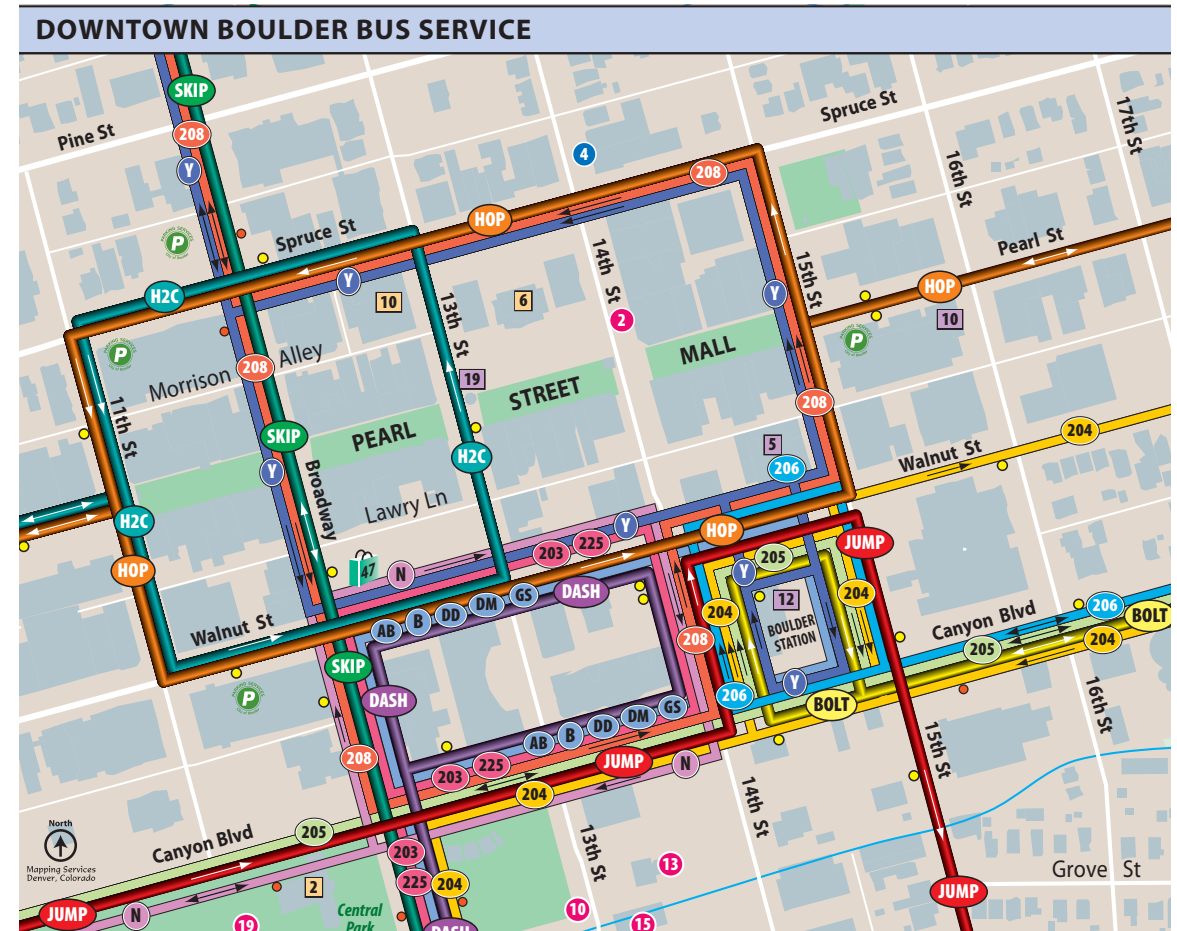 DOWNTOWN BOULDER BUS SERVICE
SKIP
208
Y
Pine St
4
Spruce St
17th St
16th St
208
HOP
Spruce St
Y
H2C
10
6
13th St
14th St
2
Y
15th St
Pearl St
HOP
10
P
P
P
Morrison Alley
208
19
STREET
MALL
208
11th St
SKIP
PEARL
Y
H2C
5
206
Walnut St
204
Broadway
Lawry Ln
H2C
HOP
47
N
203
225
Y
HOP
JUMP
205
Y
204
12
204
BOULDER
STATION
Canyon Blvd
206
BOLT
204
205
Walnut St
AB
B
DD
DM
GS
DASH
208
SKIP
P
DASH
206
Y
BOLT
16th St
AB
B
DD
DM
GS
208
203
225
JUMP
N
204
15th St
14th St
North
Mapping Services
Denver, Colorado
Canyon Blvd
205
203
225
204
13th St
13
Grove St
JUMP
JUMP
N
2
19
Central
Park
DASH
10
15